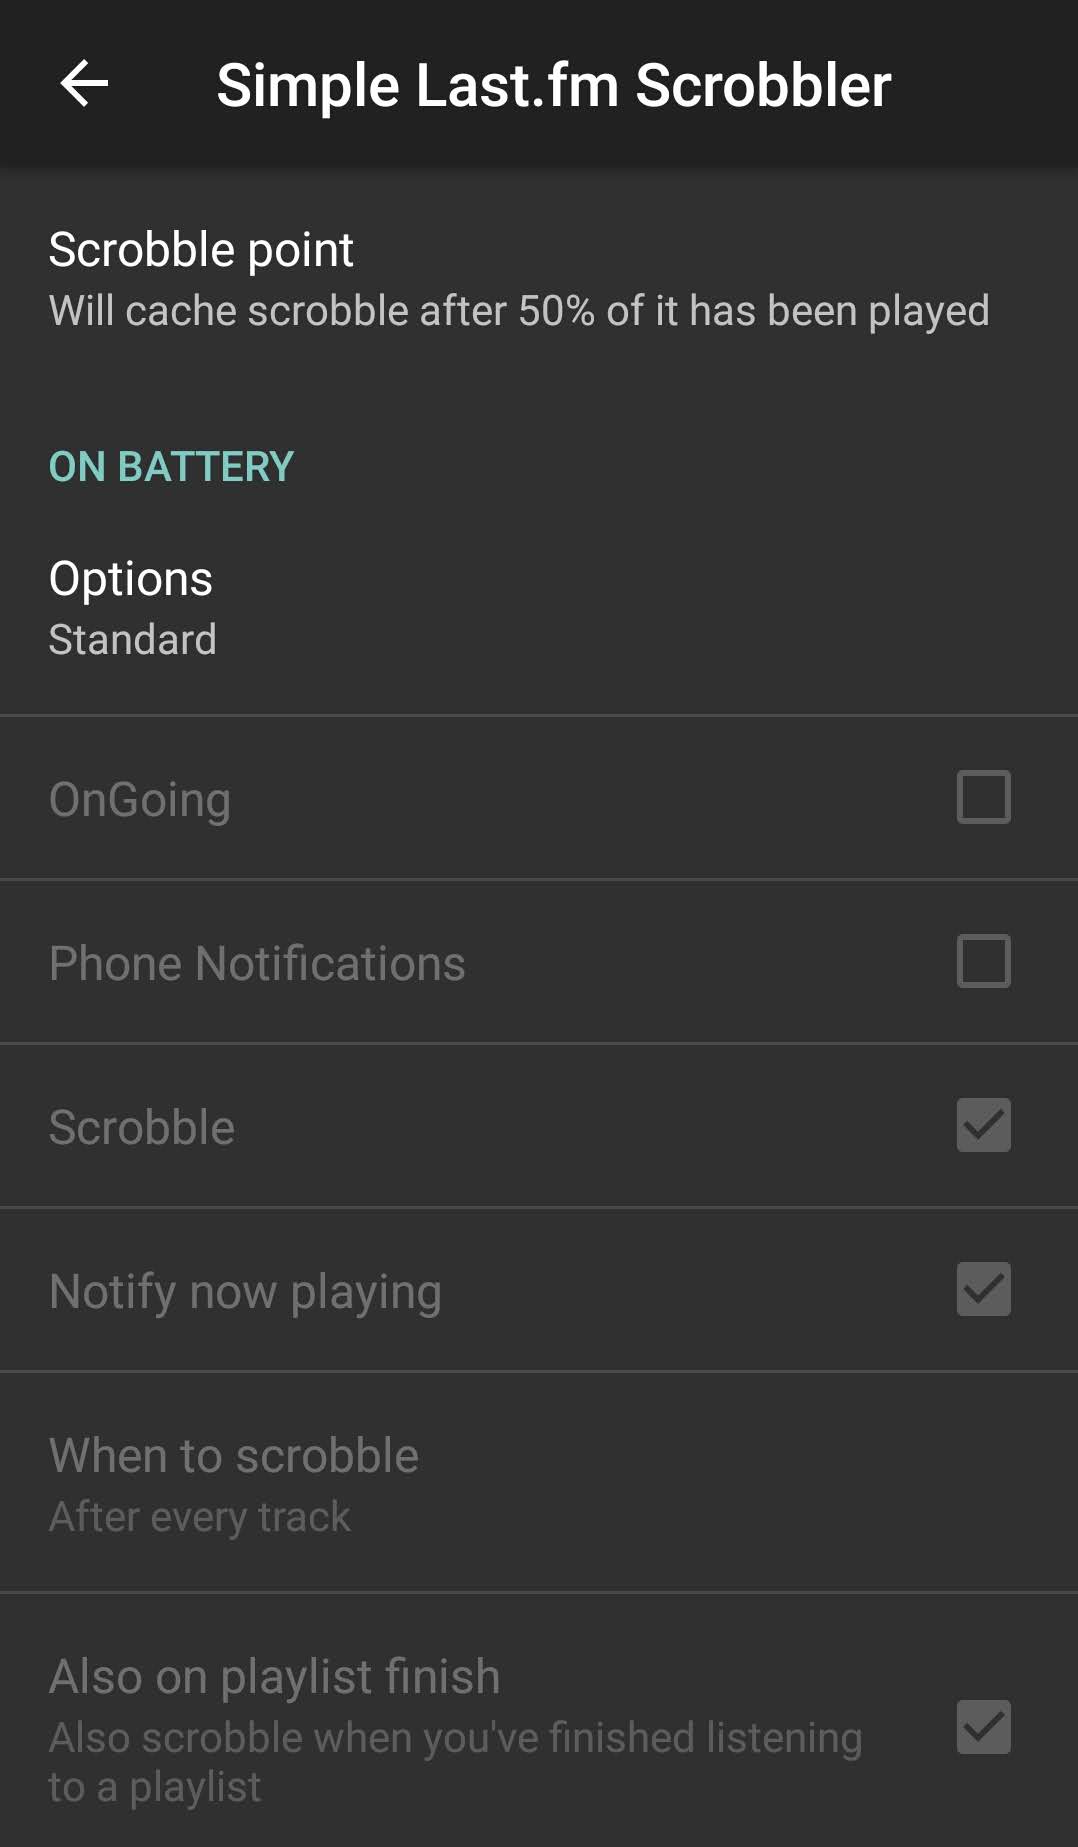 Simple Last.fm Scrobbler
Scrobble point
Will cache scrobble after 50% of it has been played
ON BATTERY
Options
Standard
OnGoing
Phone Notifications
Scrobble
Notify now playing
When to scrobble
After every track
Also on playlist finish
Also scrobble when you've finished listening
to a playlist